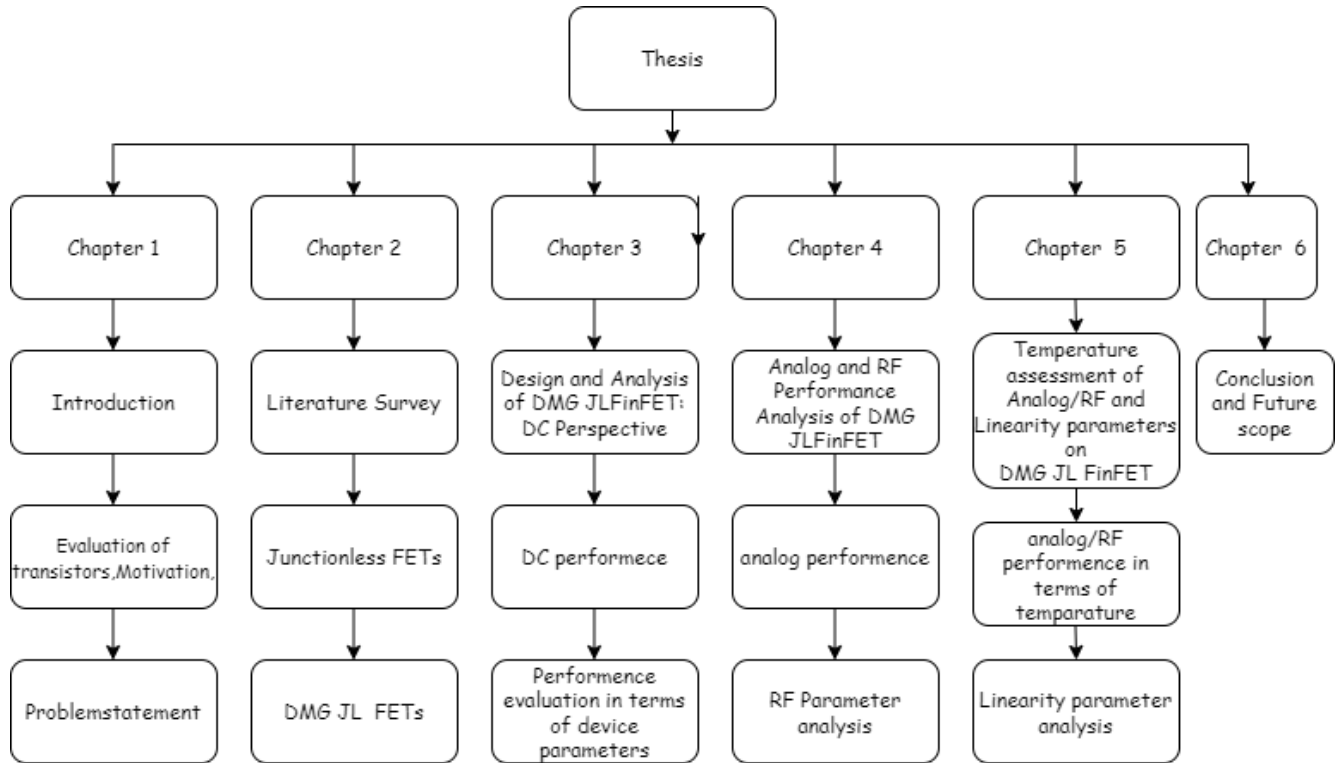 Thesis
Chapter 1
Chapter 2
Chapter 3
Chapter 4
Chapter 5
Chapter 6
Introduction
Literature Survey
Design and Analysis
of DMG JLFinFET:
DC Perspective
Analog and RF
Performance
Analysis of DMG
JLFinFET
Temperature
assessment of
Analog/RF and
Linearity parameters
on
DMG JL FinFET
Conclusion
and Future
scope
Evaluation of
transistors,Motivation,
Junctionless FETs
DC performece
analog performence
analog/RF
performence in
terms of
temparature
Problemstatement
DMG JL FETs
Performence
evaluation in terms
of device
parameters
RF Parameter
analysis
Linearity parameter
analysis